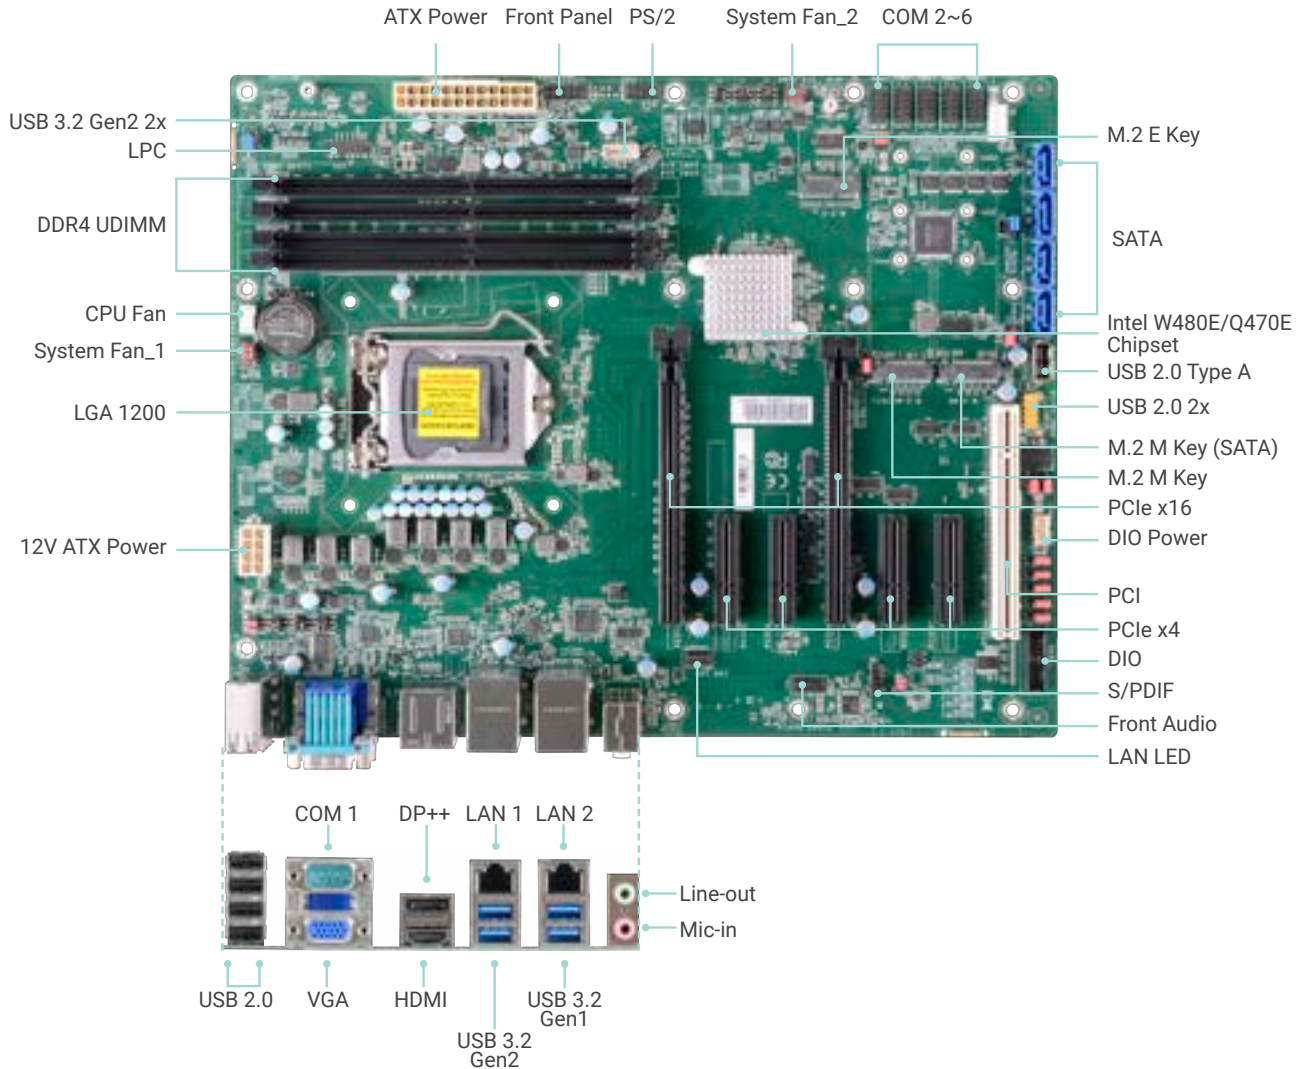 ATX Power
Front Panel
PS/2
System Fan_2
COM 2~6
USB 3.2 Gen2 2x
LPC
DDR4 UDIMM
CPU Fan
System Fan_1
LGA 1200
12V ATX Power
M.2 E Key
SATA
Intel W480E/Q470E
Chipset
USB 2.0 Type A
USB 2.0 2x
M.2 M Key (SATA)
M.2 M Key
PCIe x16
DIO Power
PCI
PCIe x4
DIO
S/PDIF
Front Audio
LAN LED
COM 1
DP++
LAN 1
LAN 2
Line-out
Mic-in
USB 2.0
VGA
HDMI
USB 3.2
Gen2
USB 3.2
Gen1